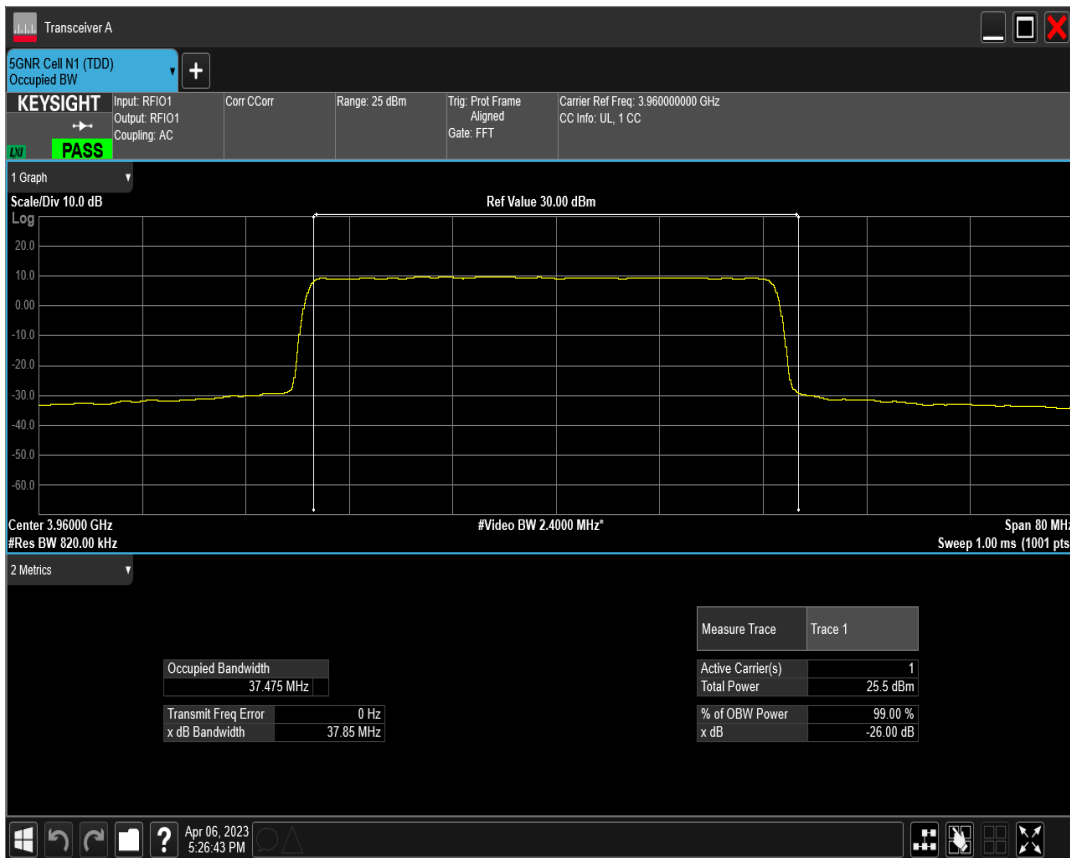 Transceiver A
5GNR Cell N1 (TDD)
Occupied BW
+
KEYSIGHT
LXI
PASS
Input: RFIO1
Output: RFIO1
Coupling: AC
Corr CCorr
Range: 25 dBm
Trig: Prot Frame
Aligned
Gate: FFT
Carrier Ref Freq: 3.960000000 GHz
CC Info: UL, 1 CC
1 Graph
Scale/Div 10.0 dB
Ref Value 30.00 dBm
Log
20.0
10.0
0.00
-10.0
-20.0
-30.0
-40.0
-50.0
-60.0
Center 3.96000 GHz
#Video BW 2.4000 MHz*
Span 80 MHz
#Res BW 820.00 kHz
Sweep 1.00 ms (1001 pts
2 Metrics
Measure Trace Trace 1
Occupied Bandwidth
37.475 MHz
Active Carrier(s) 1
Total Power 25.5 dBm
Transmit Freq Error 0 Hz
x dB Bandwidth 37.85 MHz
% of OBW Power 99.00 %
x dB -26.00 dB
?
Apr 06, 2023
5:26:43 PM